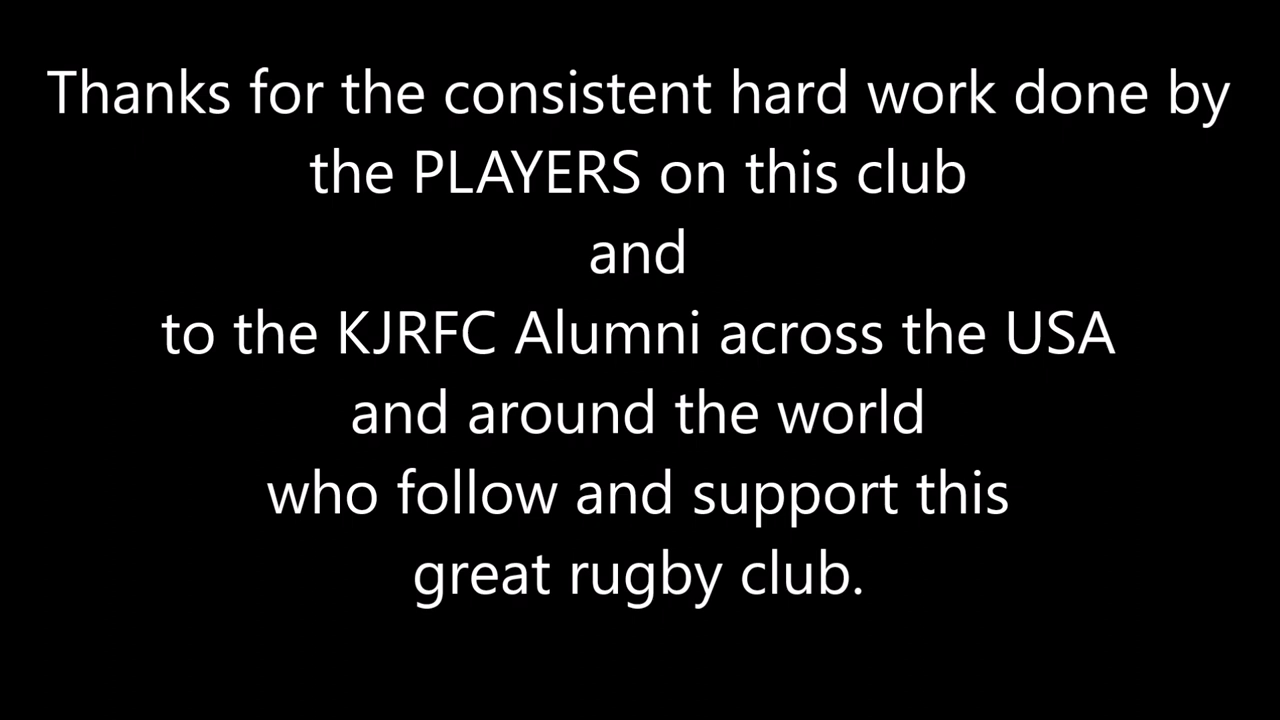 Thanks for the consistent hard work done by
the PLAYERS on this club
and
to the KJRFC Alumni across the USA
and around the world
who follow and support this
great rugby club.